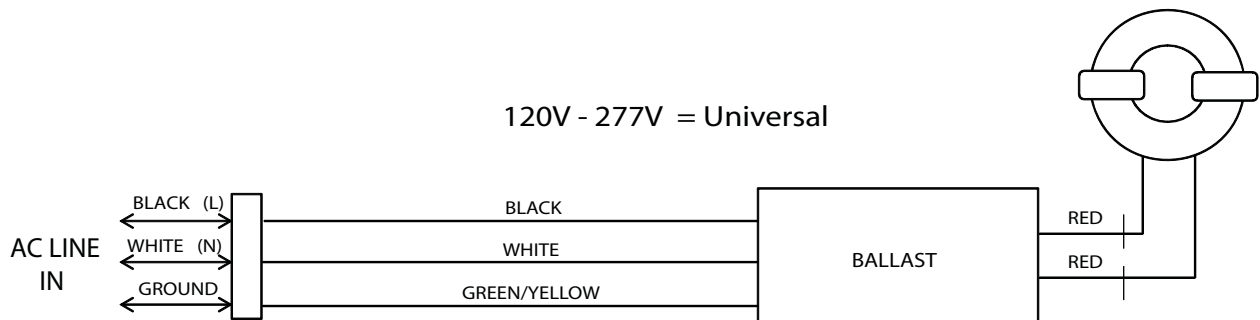 120V - 277V = Universal
BLACK (L)
BLACK
RED
AC LINE
IN
WHITE (N)
WHITE
BALLAST
RED
GROUND
GREEN/YELLOW